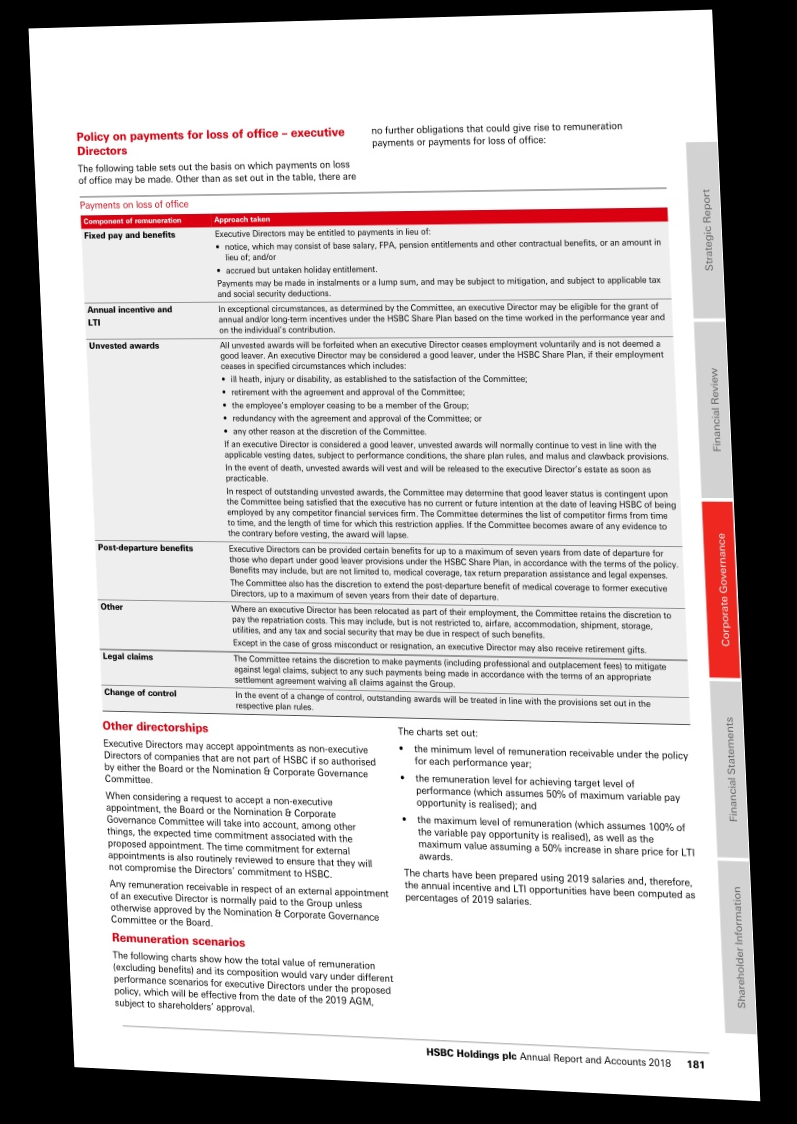 Policy on payments for loss of office – executive
Directors
The following table sets out the basis on which payments on loss
of office may be made. Other than as set out in the table, there are
no further obligations that could give rise to remuneration
payments or payments for loss of office:
Payments on loss of office
Component of remuneration Approach taken
Fixed pay and benefits Executive Directors may be entitled to payments in lieu of:
• notice, which may consist of base salary, FPA, pension entitlements and other contractual benefits, or an amount in
lieu of; and/or
• accrued but untaken holiday entitlement.
Payments may be made in instalments or a lump sum, and may be subject to mitigation, and subject to applicable tax
and social security deductions.
Annual incentive and In exceptional circumstances, as determined by the Committee, an executive Director may be eligible for the grant of
LTI annual and/or long-term incentives under the HSBC Share Plan based on the time worked in the performance year and
on the individual's contribution.
Unvested awards All unvested awards will be forfeited when an executive Director ceases employment voluntarily and is not deemed a
good leaver. An executive Director may be considered a good leaver, under the HSBC Share Plan, if their employment
ceases in specified circumstances which includes:
• ill heath, injury or disability, as established to the satisfaction of the Committee;
• retirement with the agreement and approval of the Committee;
• the employee's employer ceasing to be a member of the Group;
• redundancy with the agreement and approval of the Committee; or
• any other reason at the discretion of the Committee.
If an executive Director is considered a good leaver, unvested awards will normally continue to vest in line with the
applicable vesting dates, subject to performance conditions, the share plan rules, and malus and clawback provisions.
In the event of death, unvested awards will vest and will be released to the executive Director's estate as soon as
practicable.
In respect of outstanding unvested awards, the Committee may determine that good leaver status is contingent upon
the Committee being satisfied that the executive has no current or future intention at the date of leaving HSBC of being
employed by any competitor financial services firm. The Committee determines the list of competitor firms from time
to time, and the length of time for which this restriction applies. If the Committee becomes aware of any evidence to
the contrary before vesting, the award will lapse.
Post-departure benefits Executive Directors can be provided certain benefits for up to a maximum of seven years from date of departure for
those who depart under good leaver provisions under the HSBC Share Plan, in accordance with the terms of the policy.
Benefits may include, but are not limited to, medical coverage, tax return preparation assistance and legal expenses.
The Committee also has the discretion to extend the post-departure benefit of medical coverage to former executive
Directors, up to a maximum of seven years from their date of departure.
Other Where an executive Director has been relocated as part of their employment, the Committee retains the discretion to
pay the repatriation costs. This may include, but is not restricted to, airfare, accommodation, shipment, storage,
utilities, and any tax and social security that may be due in respect of such benefits.
Except in the case of gross misconduct or resignation, an executive Director may also receive retirement gifts.
Legal claims The Committee retains the discretion to make payments (including professional and outplacement fees) to mitigate
against legal claims, subject to any such payments being made in accordance with the terms of an appropriate
settlement agreement waiving all claims against the Group.
Change of control In the event of a change of control, outstanding awards will be treated in line with the provisions set out in the
respective plan rules.
Other directorships
Executive Directors may accept appointments as non-executive
Directors of companies that are not part of HSBC if so authorised
by either the Board or the Nomination & Corporate Governance
Committee.
When considering a request to accept a non-executive
appointment, the Board or the Nomination & Corporate
Governance Committee will take into account, among other
things, the expected time commitment associated with the
proposed appointment. The time commitment for external
appointments is also routinely reviewed to ensure that they will
not compromise the Directors' commitment to HSBC.
Any remuneration receivable in respect of an external appointment
of an executive Director is normally paid to the Group unless
otherwise approved by the Nomination & Corporate Governance
Committee or the Board.
Remuneration scenarios
The following charts show how the total value of remuneration
(excluding benefits) and its composition would vary under different
performance scenarios for executive Directors under the proposed
policy, which will be effective from the date of the 2019 AGM,
subject to shareholders' approval.
The charts set out:
• the minimum level of remuneration receivable under the policy
for each performance year;
• the remuneration level for achieving target level of
performance (which assumes 50% of maximum variable pay
opportunity is realised); and
• the maximum level of remuneration (which assumes 100% of
the variable pay opportunity is realised), as well as the
maximum value assuming a 50% increase in share price for LTI
awards.
The charts have been prepared using 2019 salaries and, therefore,
the annual incentive and LTI opportunities have been computed as
percentages of 2019 salaries.
Strategic Report
Financial Review
Corporate Governance
Financial Statements
Shareholder Information
HSBC Holdings plc Annual Report and Accounts 2018 181